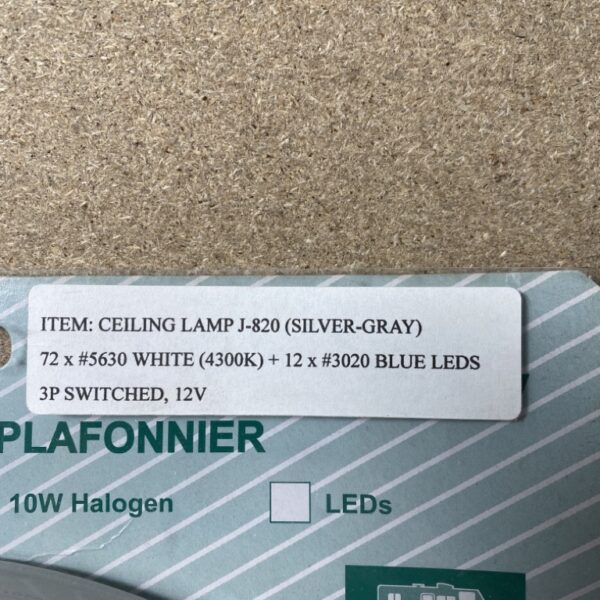 ITEM: CEILING LAMP J-820 (SILVER-GRAY)
72 x #5630 WHITE (4300K) + 12 x #3020 BLUE LEDS
3P SWITCHED, 12V
PLAFONNIER
10W Halogen LEDs